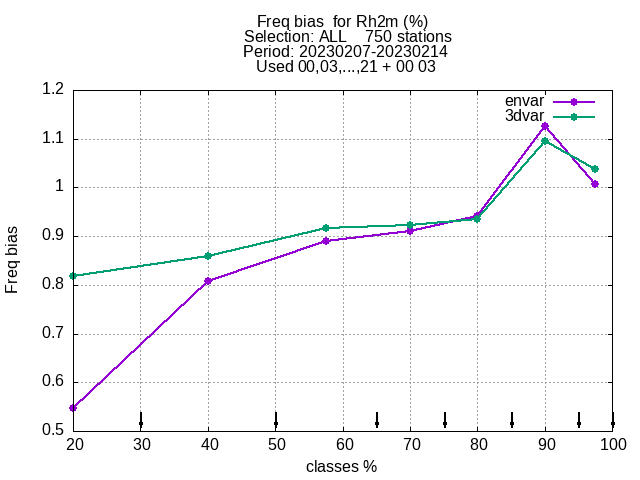 Freq bias  for Rh2m (%)
Selection: ALL    750 stations
Period: 20230207-20230214
Used 00,03,...,21 + 00 03
envar
3dvar
1.2
1.1
1
0.9
0.8
0.7
0.6
0.5
Freq bias
20 30 40 50 60 70 80 90 100
classes %